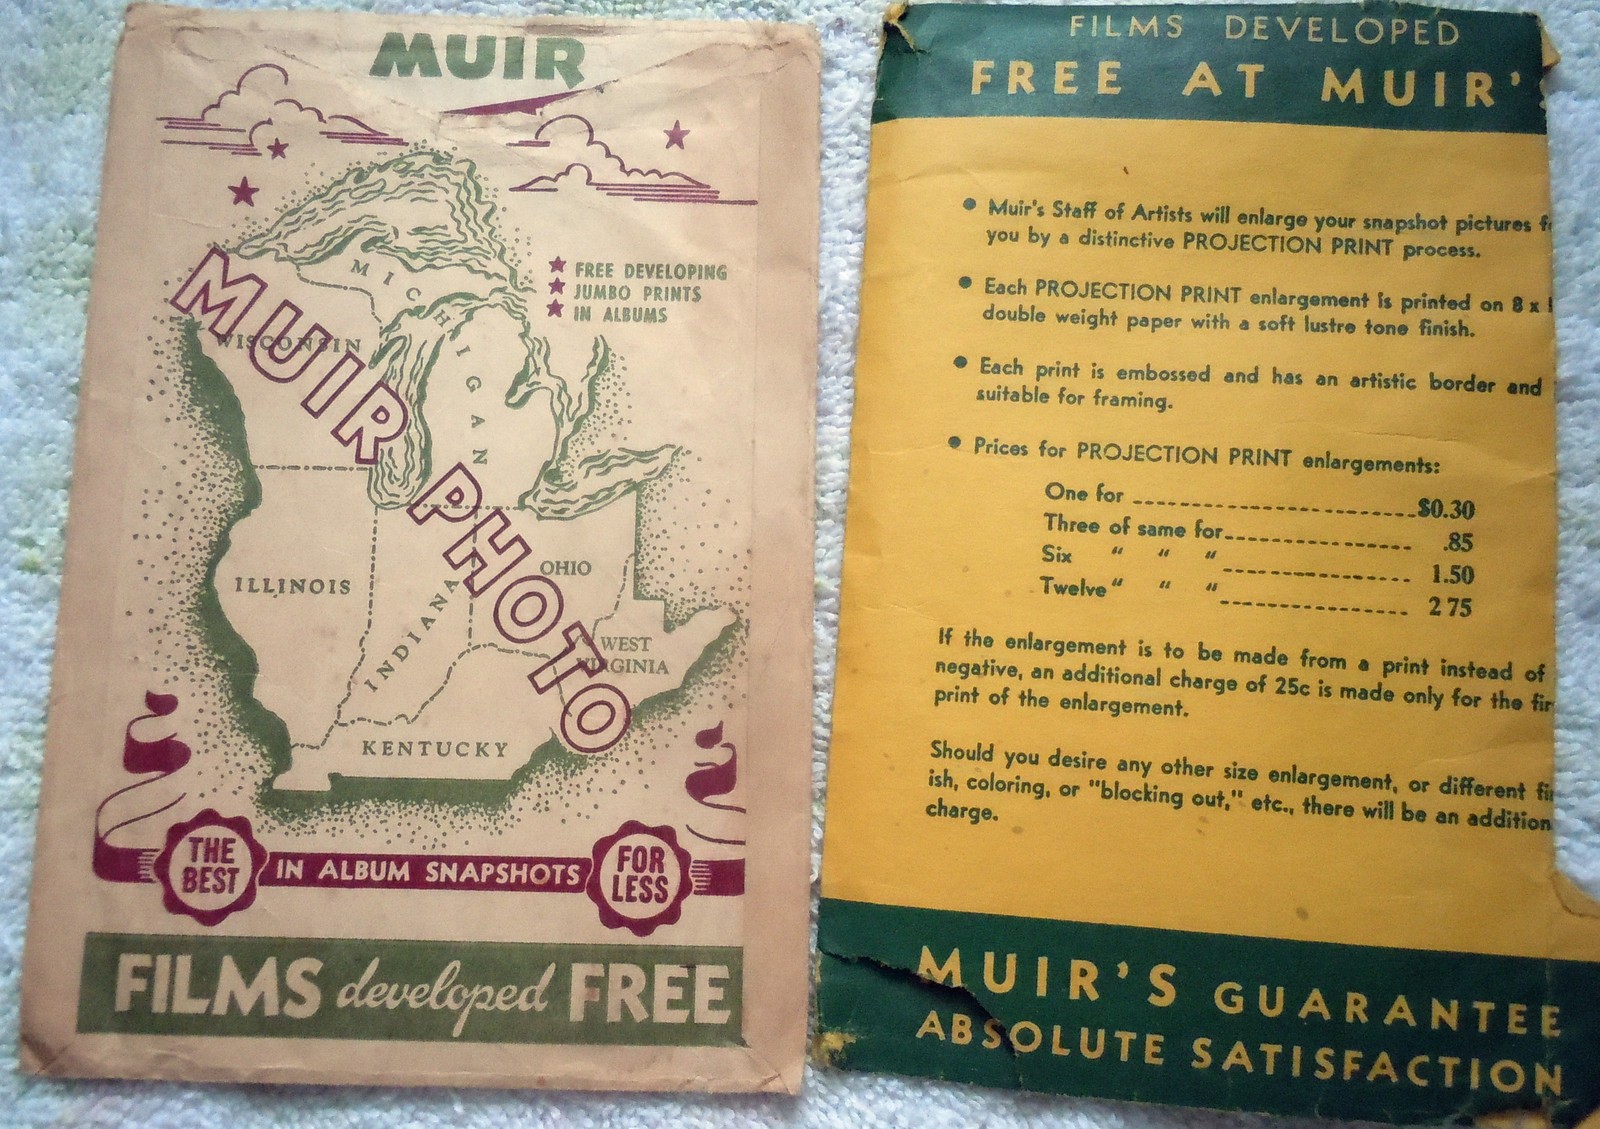 MUIR
★ FREE DEVELOPING
★ JUMBO PRINTS
★ IN ALBUMS
MICHIGAN
WISCONSIN
MUIR PHOTO
ILLINOIS
INDIANA
OHIO
WEST
VIRGINIA
KENTUCKY
THE
BEST
IN ALBUM SNAPSHOTS
FOR
LESS
FILMS developed FREE
FILMS DEVELOPED
FREE AT MUIR'
• Muir's Staff of Artists will enlarge your snapshot pictures
you by a distinctive PROJECTION PRINT process.
• Each PROJECTION PRINT enlargement is printed on 8 x
double weight paper with a soft lustre tone finish.
• Each print is embossed and has an artistic border and
suitable for framing.
• Prices for PROJECTION PRINT enlargements:
One for $0.30
Three of same for .85
Six " " " 1.50
Twelve " " " 2 75
If the enlargement is to be made from a print instead of
negative, an additional charge of 25c is made only for the
print of the enlargement.
Should you desire any other size enlargement, or different
ish, coloring, or "blocking out," etc., there will be an addition
charge.
MUIR'S GUARANTEE
ABSOLUTE SATISFACTION